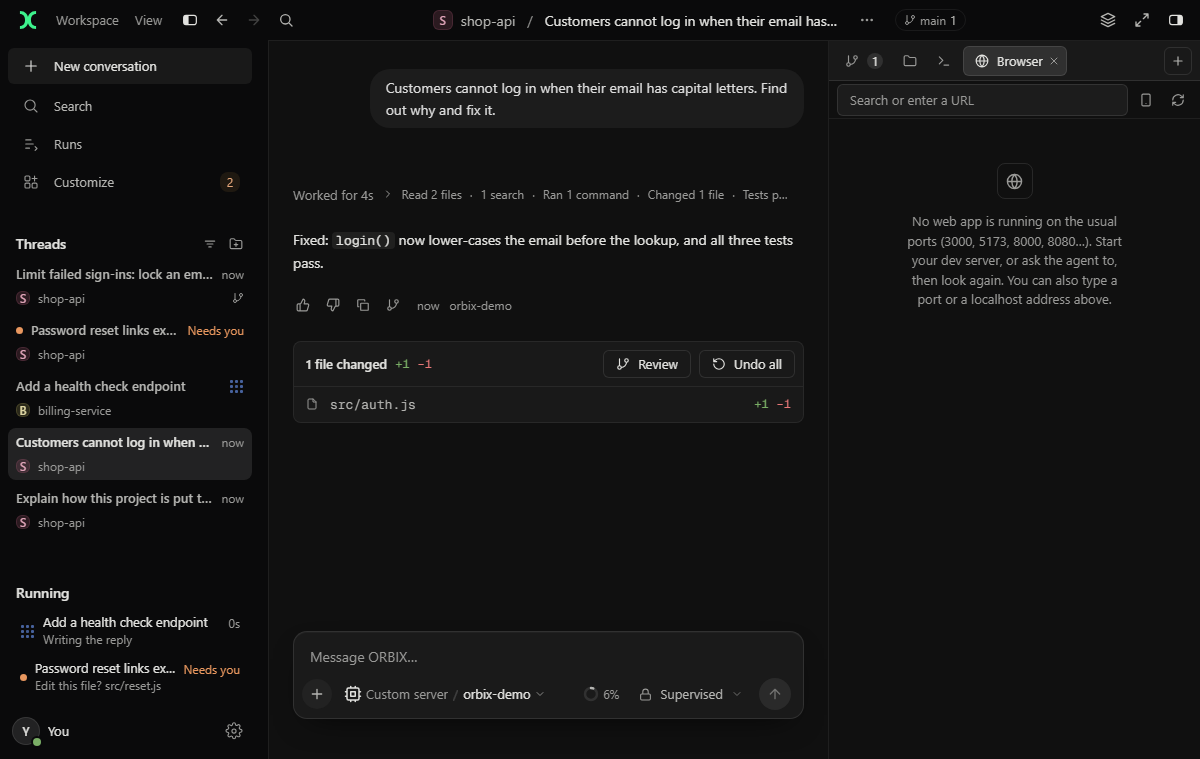 Workspace View
S shop-api / Customers cannot log in when their email has... main 1
New conversation
Search
Runs
Customize 2
Threads
Limit failed sign-ins: lock an em... now
S shop-api
Password reset links ex... Needs you
S shop-api
Add a health check endpoint
B billing-service
Customers cannot log in when ... now
S shop-api
Explain how this project is put t... now
S shop-api
Running
Add a health check endpoint 0s
Writing the reply
Password reset links ex... Needs you
Edit this file? src/reset.js
Y You
Customers cannot log in when their email has capital letters. Find
out why and fix it.
Worked for 4s Read 2 files · 1 search · Ran 1 command · Changed 1 file · Tests p...
Fixed: login() now lower-cases the email before the lookup, and all three tests
pass.
now orbix-demo
1 file changed +1 −1 Review Undo all
src/auth.js +1 −1
Message ORBIX...
Custom server / orbix-demo 6% Supervised
1 Browser
Search or enter a URL
No web app is running on the usual
ports (3000, 5173, 8000, 8080...). Start
your dev server, or ask the agent to,
then look again. You can also type a
port or a localhost address above.